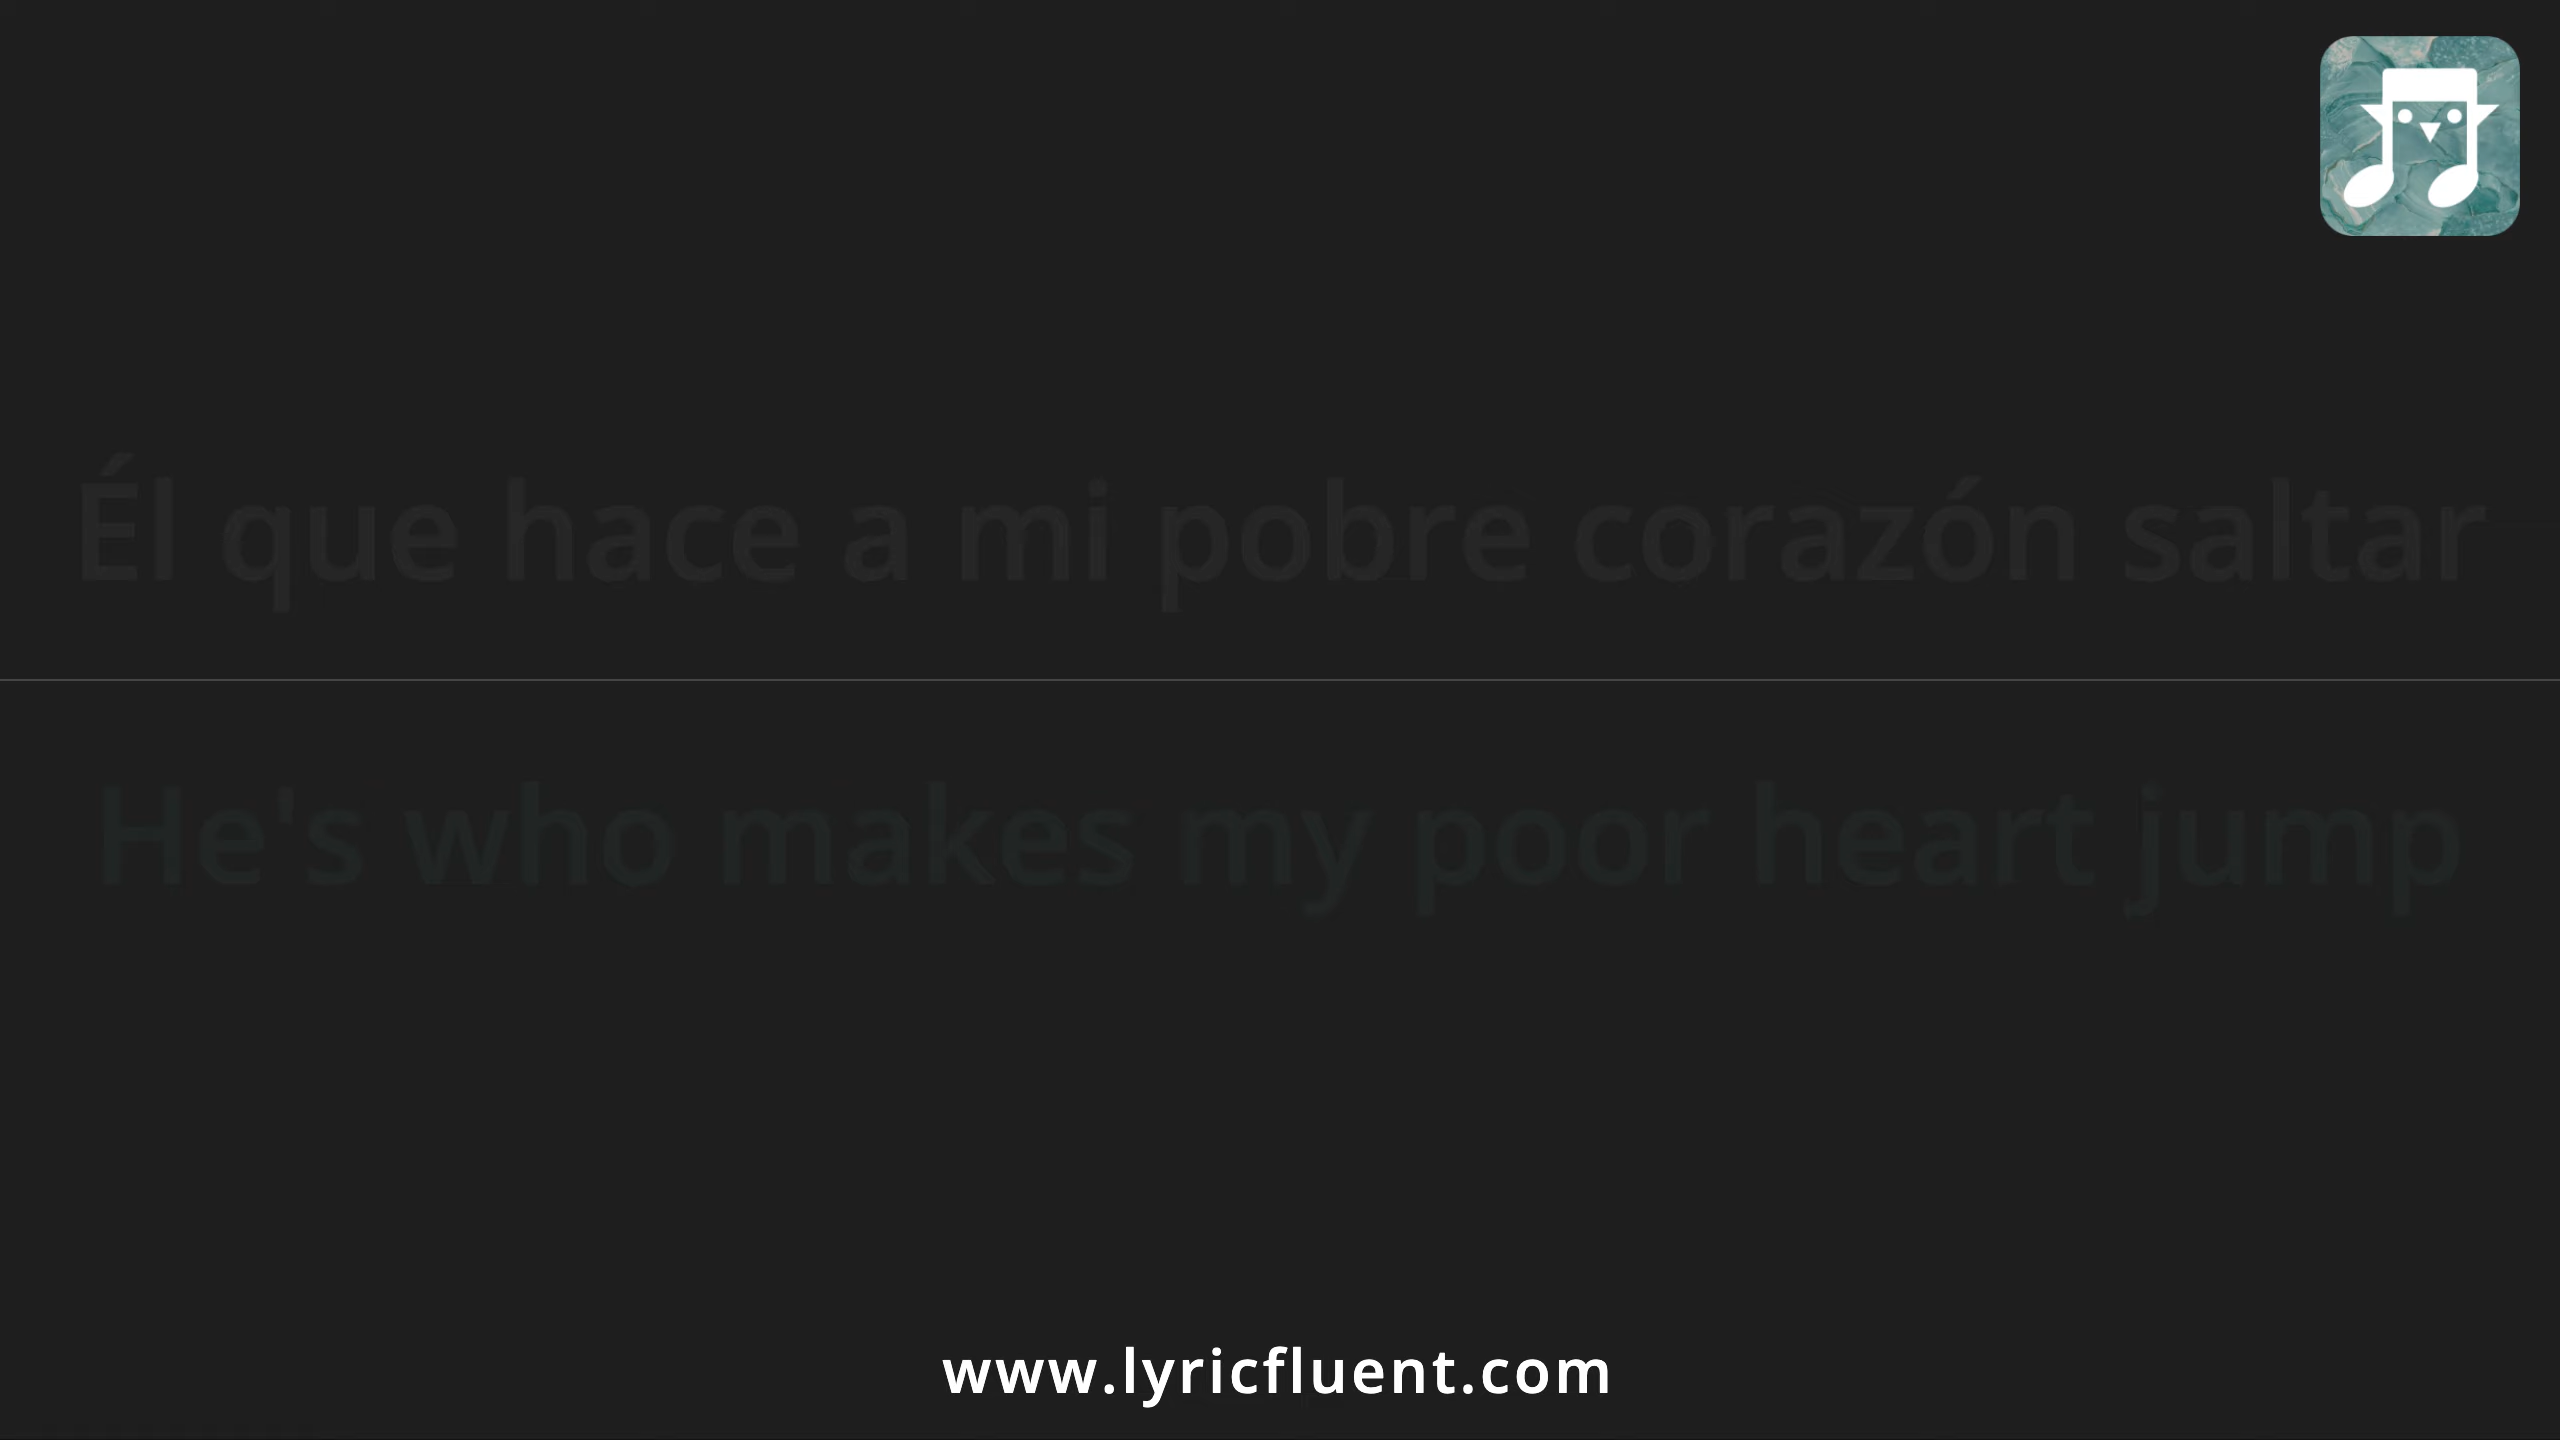 Él que hace a mi pobre corazón saltar
He's who makes my poor heart jump
www.lyricfluent.com